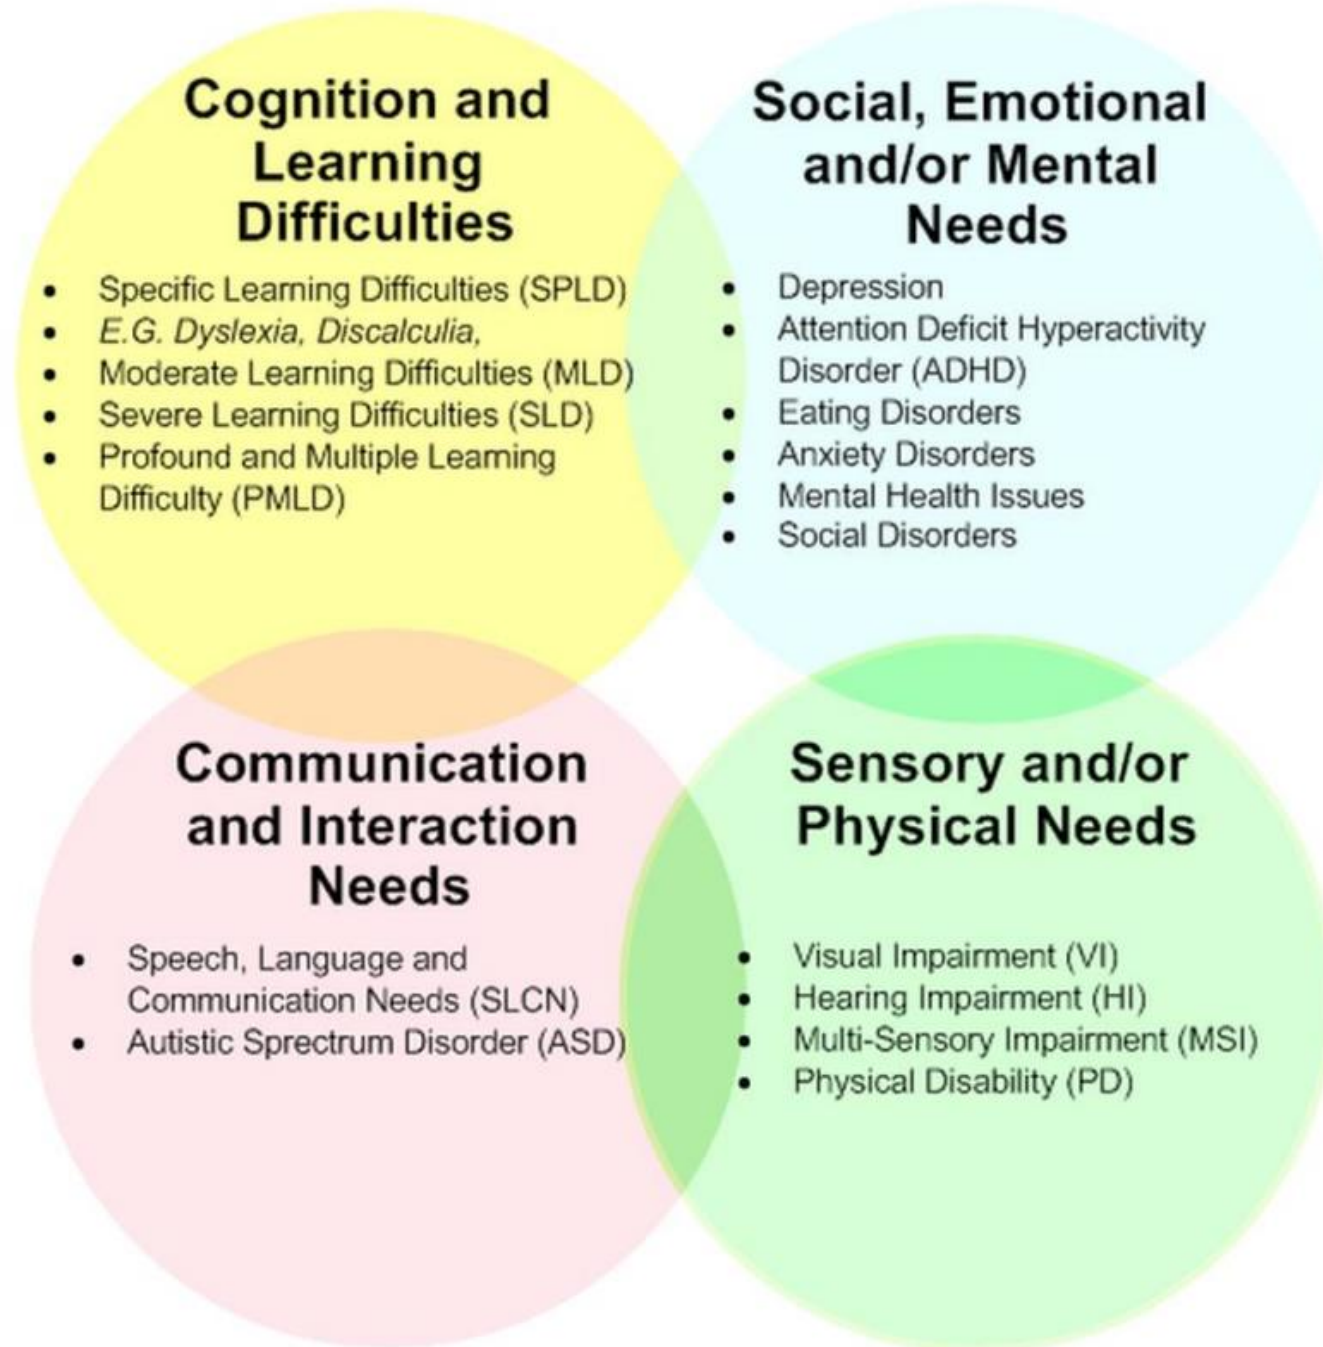 Cognition and
Learning
Difficulties
• Specific Learning Difficulties (SPLD)
• E.G. Dyslexia, Discalculia,
• Moderate Learning Difficulties (MLD)
• Severe Learning Difficulties (SLD)
• Profound and Multiple Learning
Difficulty (PMLD)
Social, Emotional
and/or Mental
Needs
• Depression
• Attention Deficit Hyperactivity
Disorder (ADHD)
• Eating Disorders
• Anxiety Disorders
• Mental Health Issues
• Social Disorders
Communication
and Interaction
Needs
• Speech, Language and
Communication Needs (SLCN)
• Autistic Sprectrum Disorder (ASD)
Sensory and/or
Physical Needs
• Visual Impairment (VI)
• Hearing Impairment (HI)
• Multi-Sensory Impairment (MSI)
• Physical Disability (PD)